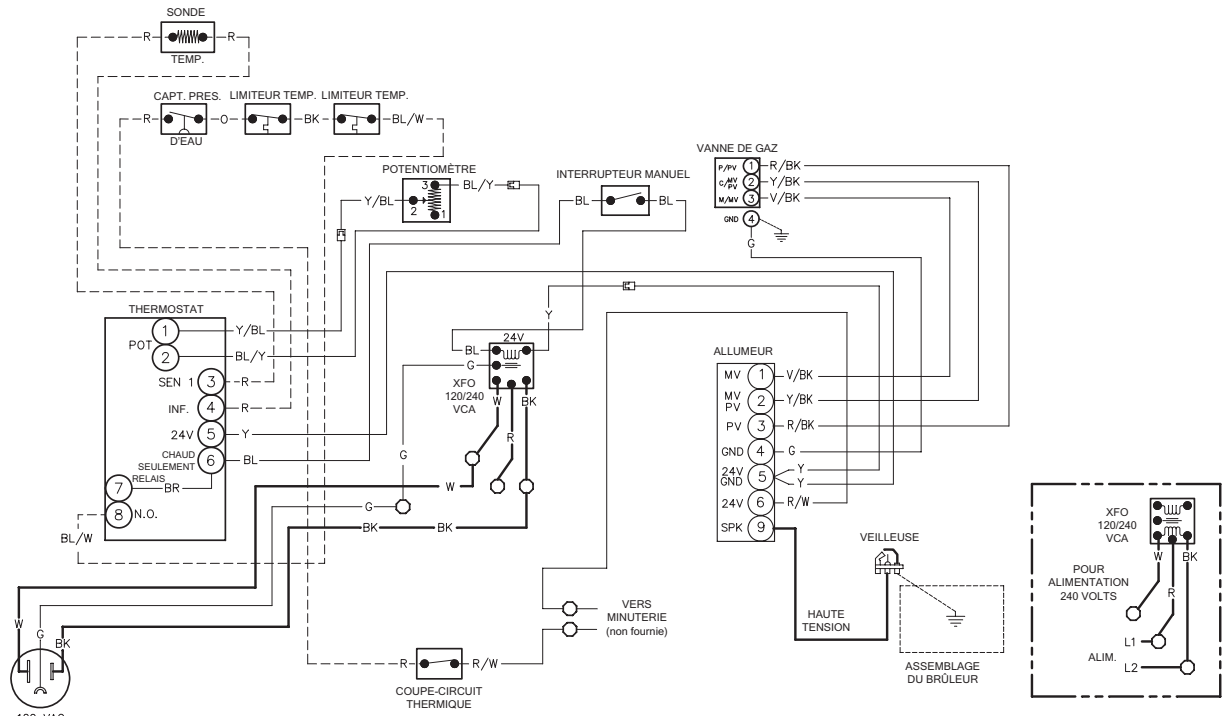 SONDE
R R
TEMP.
CAPT. PRES. LIMITEUR TEMP. LIMITEUR TEMP.
R O BK BL/W
D'EAU
POTENTIOMÈTRE
3 BL/Y
Y/BL 2 1
INTERRUPTEUR MANUEL
BL BL
VANNE DE GAZ
P/PV 1 R/BK
C/MV PV 2 Y/BK
M/MV 3 V/BK
GND 4
G
THERMOSTAT
1 Y/BL
POT
2 BL/Y
SEN 1 3 R
INF. 4 R
24V 5 Y
CHAUD
SEULEMENT 6 BL
RELAIS
7 BR
8 N.O.
BL/W
Y
24V
BL
G
XFO
120/240
VCA
W R BK
G
W
G
BK BK
ALLUMEUR
MV 1 V/BK
MV
PV 2 Y/BK
PV 3 R/BK
GND 4 G
24V
GND 5 Y
Y
24V 6 R/W
SPK 9
VEILLEUSE
HAUTE
TENSION
ASSEMBLAGE
DU BRÛLEUR
VERS
MINUTERIE
(non fournie)
R R/W
COUPE-CIRCUIT
THERMIQUE
W G BK
XFO
120/240
VCA
W R BK
POUR
ALIMENTATION
240 VOLTS
L1
ALIM.
L2